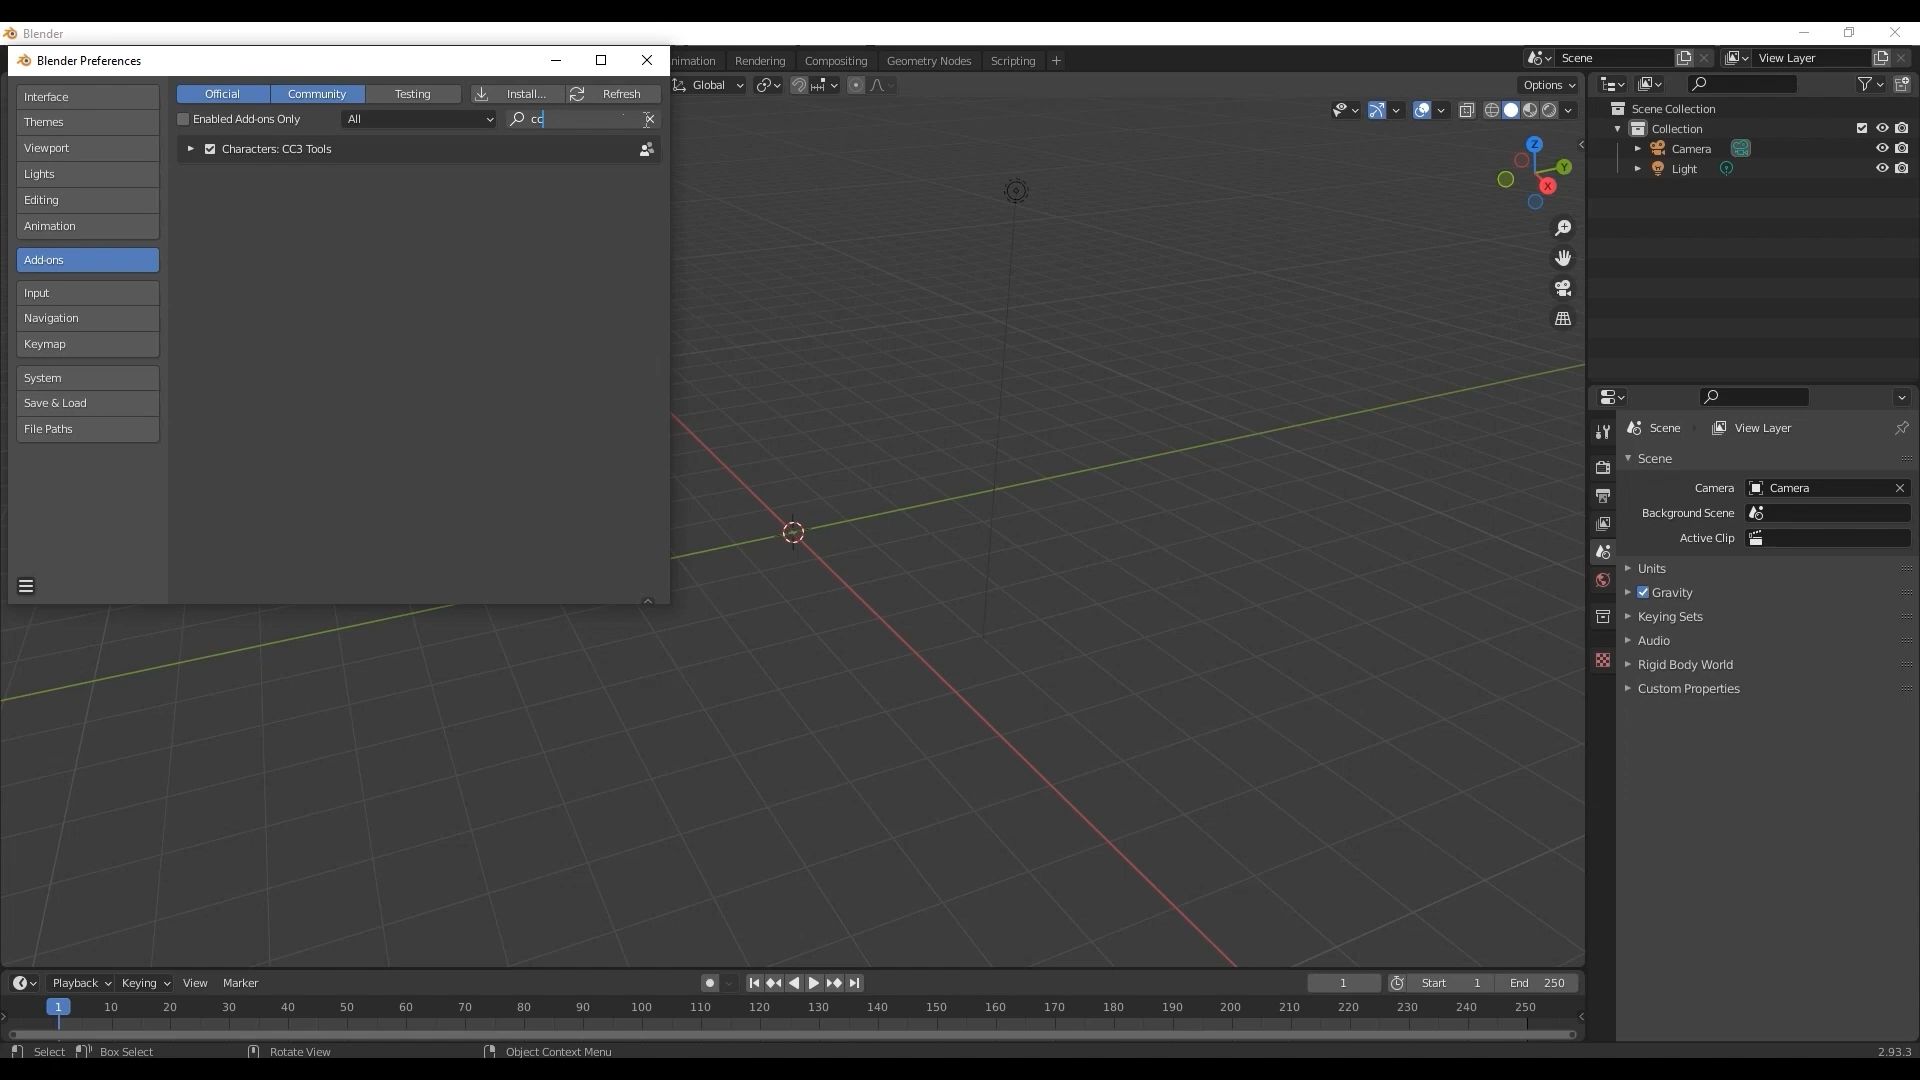 Blender
Blender Preferences
nimation Rendering Compositing Geometry Nodes Scripting +
Scene
View Layer
Interface
Themes
Viewport
Lights
Editing
Animation
Add-ons
Input
Navigation
Keymap
System
Save & Load
File Paths
Official Community Testing Install... Refresh
Enabled Add-ons Only All cc
Characters: CC3 Tools
Global
Options
Z
Y
X
Scene Collection
Collection
Camera
Light
Scene View Layer
Scene
Camera Camera
Background Scene
Active Clip
Units
Gravity
Keying Sets
Audio
Rigid Body World
Custom Properties
Playback Keying View Marker
1 Start 1 End 250
1 10 20 30 40 50 60 70 80 90 100 110 120 130 140 150 160 170 180 190 200 210 220 230 240 250
Select Box Select Rotate View Object Context Menu 2.93.3